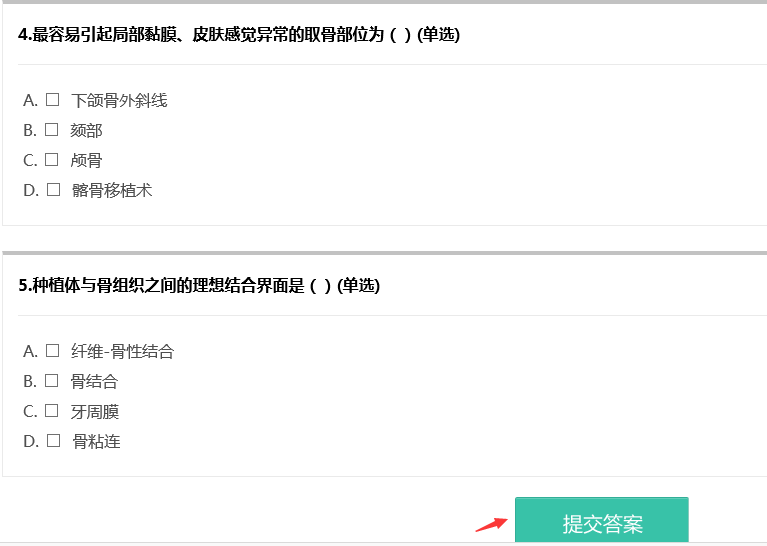 4.最容易引起局部黏膜、皮肤感觉异常的取骨部位为 ( ) (单选)
A. 下颌骨外斜线
B. 颏部
C. 颅骨
D. 髂骨移植术
5.种植体与骨组织之间的理想结合界面是 ( ) (单选)
A. 纤维-骨性结合
B. 骨结合
C. 牙周膜
D. 骨粘连
提交答案